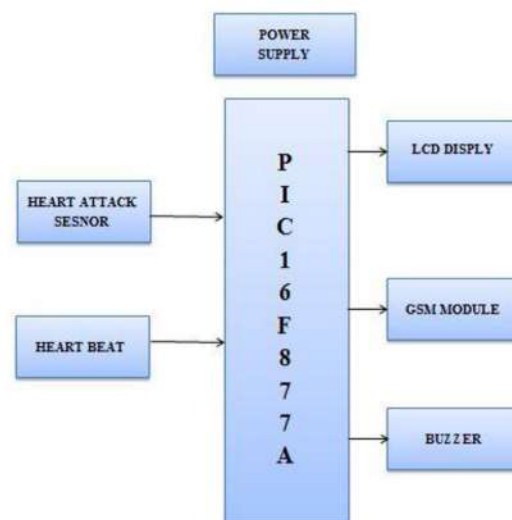 POWER
SUPPLY
LCD DISPLY
HEART ATTACK
SESNOR
P
I
C
1
6
F
8
7
7
A
GSM MODULE
HEART BEAT
BUZZER